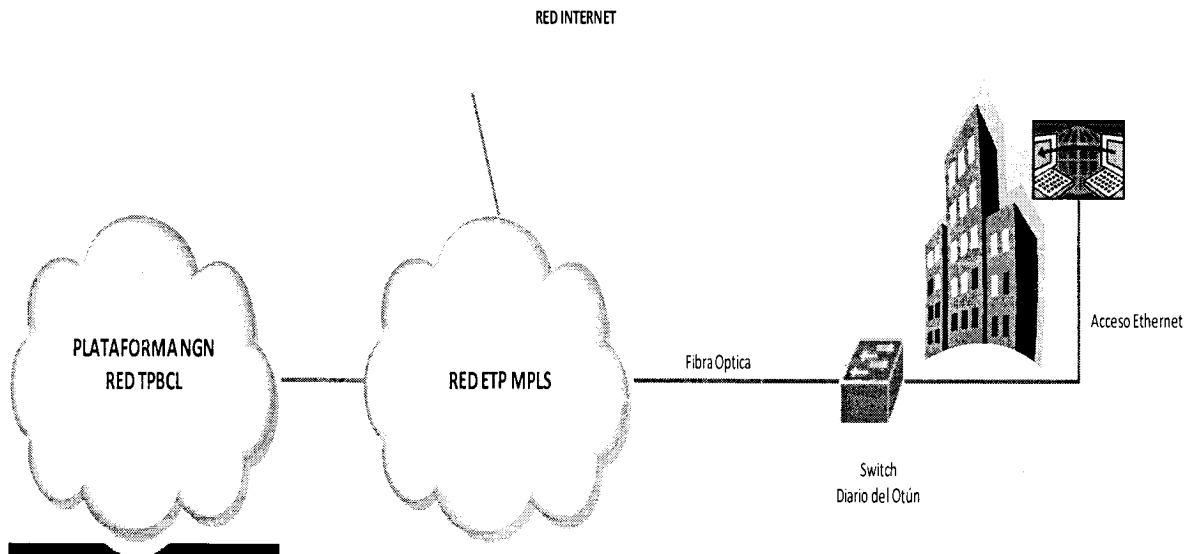 RED INTERNET
PLATAFORMA NGN
RED TPBCL
RED ETP MPLS
Fibra Optica
Acceso Ethernet
Switch
Diario del Otún